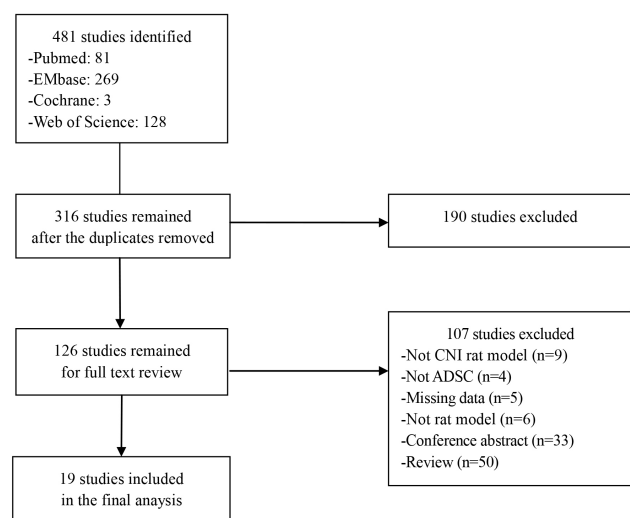 481 studies identified
-Pubmed: 81
-EMbase: 269
-Cochrane: 3
-Web of Science: 128
316 studies remained
after the duplicates removed
190 studies excluded
126 studies remained
for full text review
107 studies excluded
-Not CNI rat model (n=9)
-Not ADSC (n=4)
-Missing data (n=5)
-Not rat model (n=6)
-Conference abstract (n=33)
-Review (n=50)
19 studies included
in the final anaysis